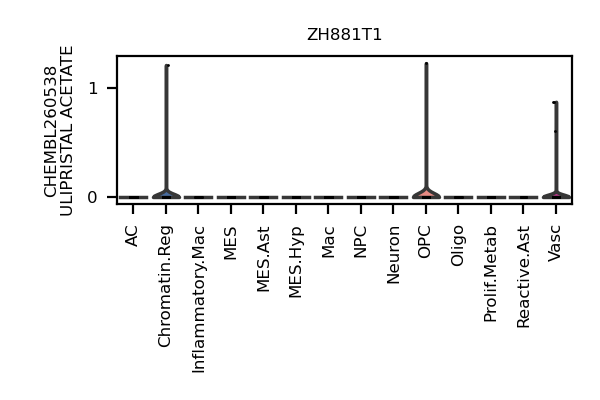 ZH881T1
CHEMBL260538
ULIPRISTAL ACETATE
1
0
AC
Chromatin.Reg
Inflammatory.Mac
MES
MES.Ast
MES.Hyp
Mac
NPC
Neuron
OPC
Oligo
Prolif.Metab
Reactive.Ast
Vasc